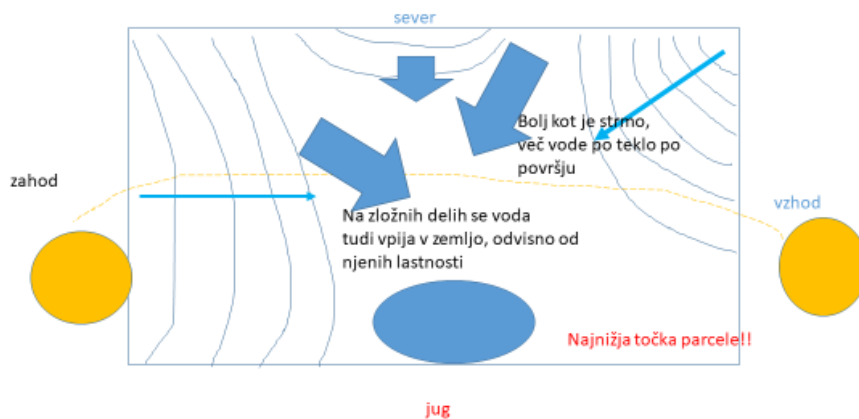 sever
Bolj kot je strmo,
več vode po teklo po
površju
zahod
vzhod
Na zložnih delih se voda
tudi vpija v zemljo, odvisno od
njenih lastnosti
Najnižja točka parcele!!
jug